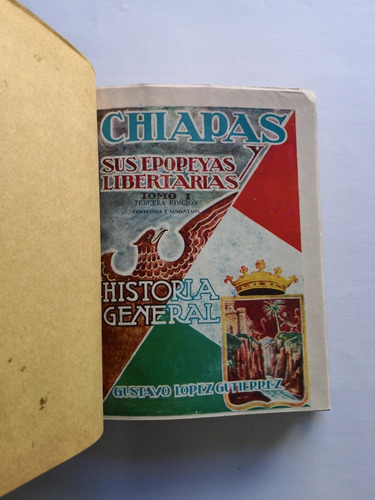 CHIAPAS
Y
SUS EPOPEYAS
LIBERTARIAS
TOMO I
TERCERA EDICION
CORREGIDA Y AUMENTADA
HISTORIA
GENERAL
GUSTAVO LOPEZ GUTIERREZ